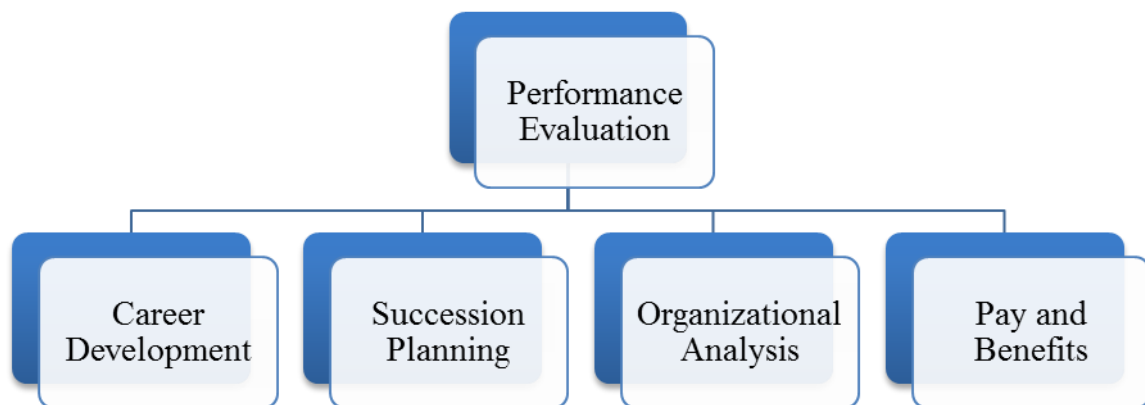 Performance
Evaluation
Career
Development
Succession
Planning
Organizational
Analysis
Pay and
Benefits